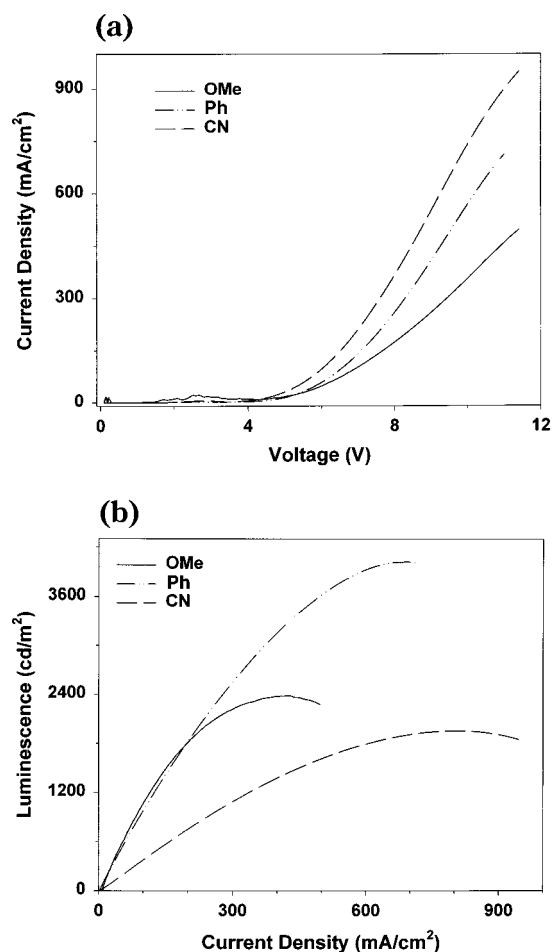 (a)
900
600
300
0
Current Density (mA/cm²)
OMe
Ph
CN
0
4
8
12
Voltage (V)
(b)
3600
2400
1200
0
Luminescence (cd/m²)
OMe
Ph
CN
0
300
600
900
Current Density (mA/cm²)